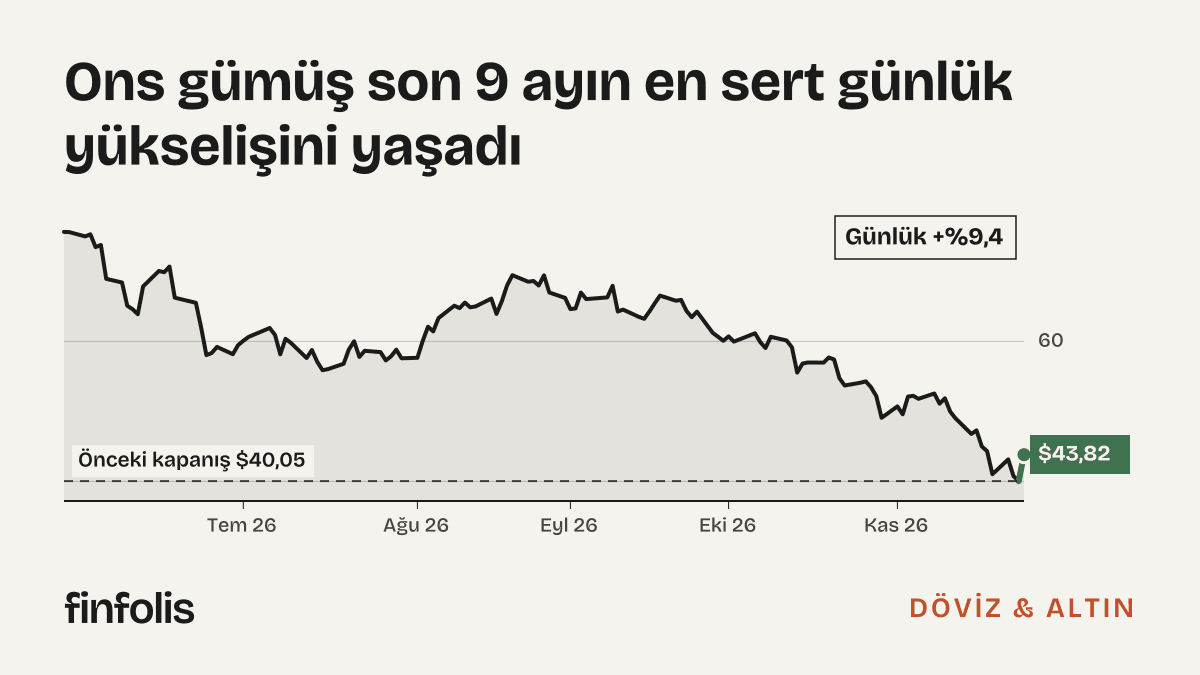 Ons gümüş son 9 ayın en sert günlük
yükselişini yaşadı
Günlük +%9,4
60
Önceki kapanış $40,05
$43,82
Tem 26
Ağu 26
Eyl 26
Eki 26
Kas 26
finfolis
DÖVİZ & ALTIN